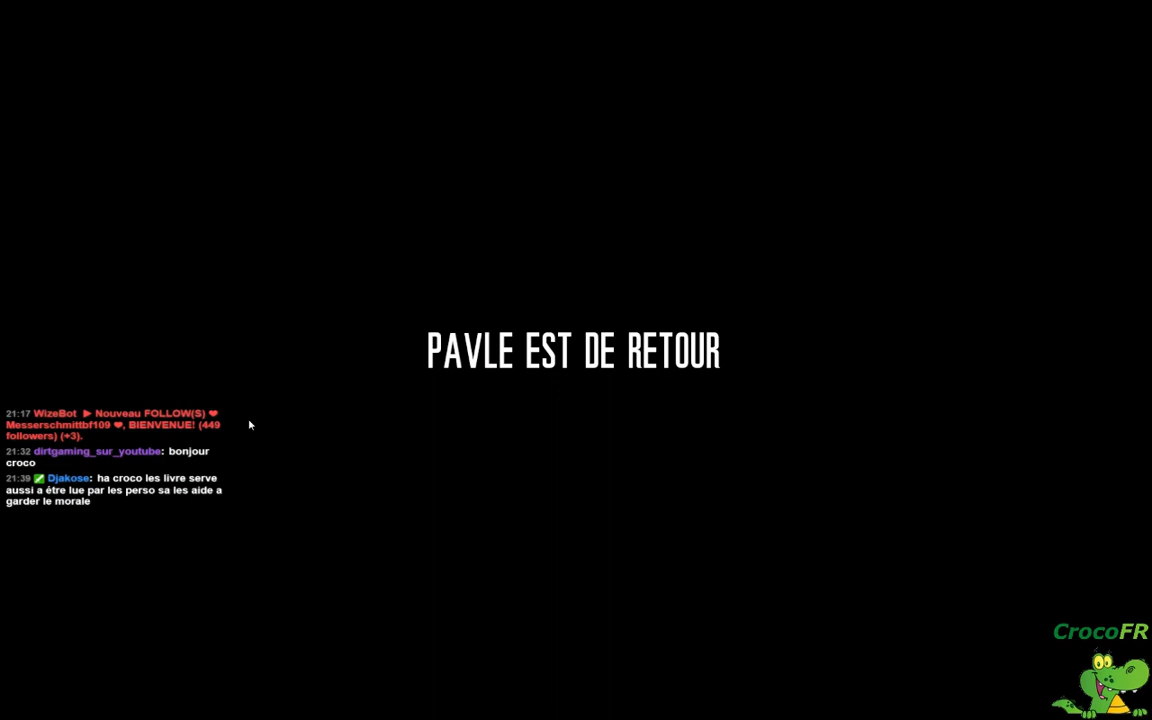 PAVLE EST DE RETOUR
21:17 WizeBot ▶ Nouveau FOLLOW(S) ❤
Messerschmittbf109 ❤, BIENVENUE! (449
followers) (+3).
21:32 dirtgaming_sur_youtube: bonjour
croco
21:39 Djakose: ha croco les livre serve
aussi a étre lue par les perso sa les aide a
garder le morale
CrocoFR